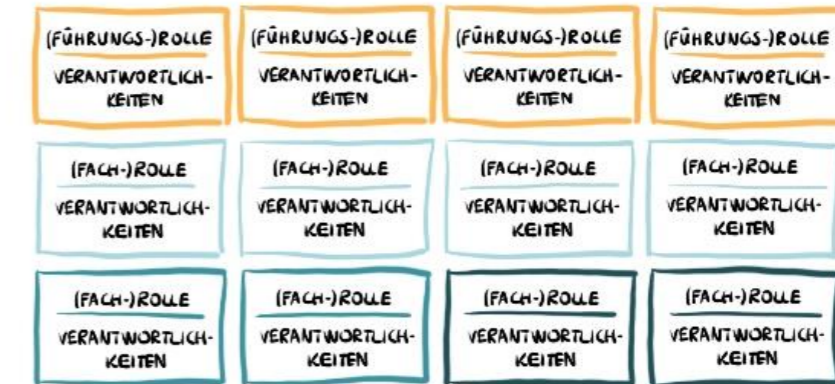 (FÜHRUNGS-)ROLLE
VERANTWORTLICH-
KEITEN
(FÜHRUNGS-)ROLLE
VERANTWORTLICH-
KEITEN
(FÜHRUNGS-)ROLLE
VERANTWORTLICH-
KEITEN
(FÜHRUNGS-)ROLLE
VERANTWORTLICH-
KEITEN
(FACH-)ROLLE
VERANTWORTLICH-
KEITEN
(FACH-)ROLLE
VERANTWORTLICH-
KEITEN
(FACH-)ROLLE
VERANTWORTLICH-
KEITEN
(FACH-)ROLLE
VERANTWORTLICH-
KEITEN
(FACH-)ROLLE
VERANTWORTLICH-
KEITEN
(FACH-)ROLLE
VERANTWORTLICH-
KEITEN
(FACH-)ROLLE
VERANTWORTLICH-
KEITEN
(FACH-)ROLLE
VERANTWORTLICH-
KEITEN